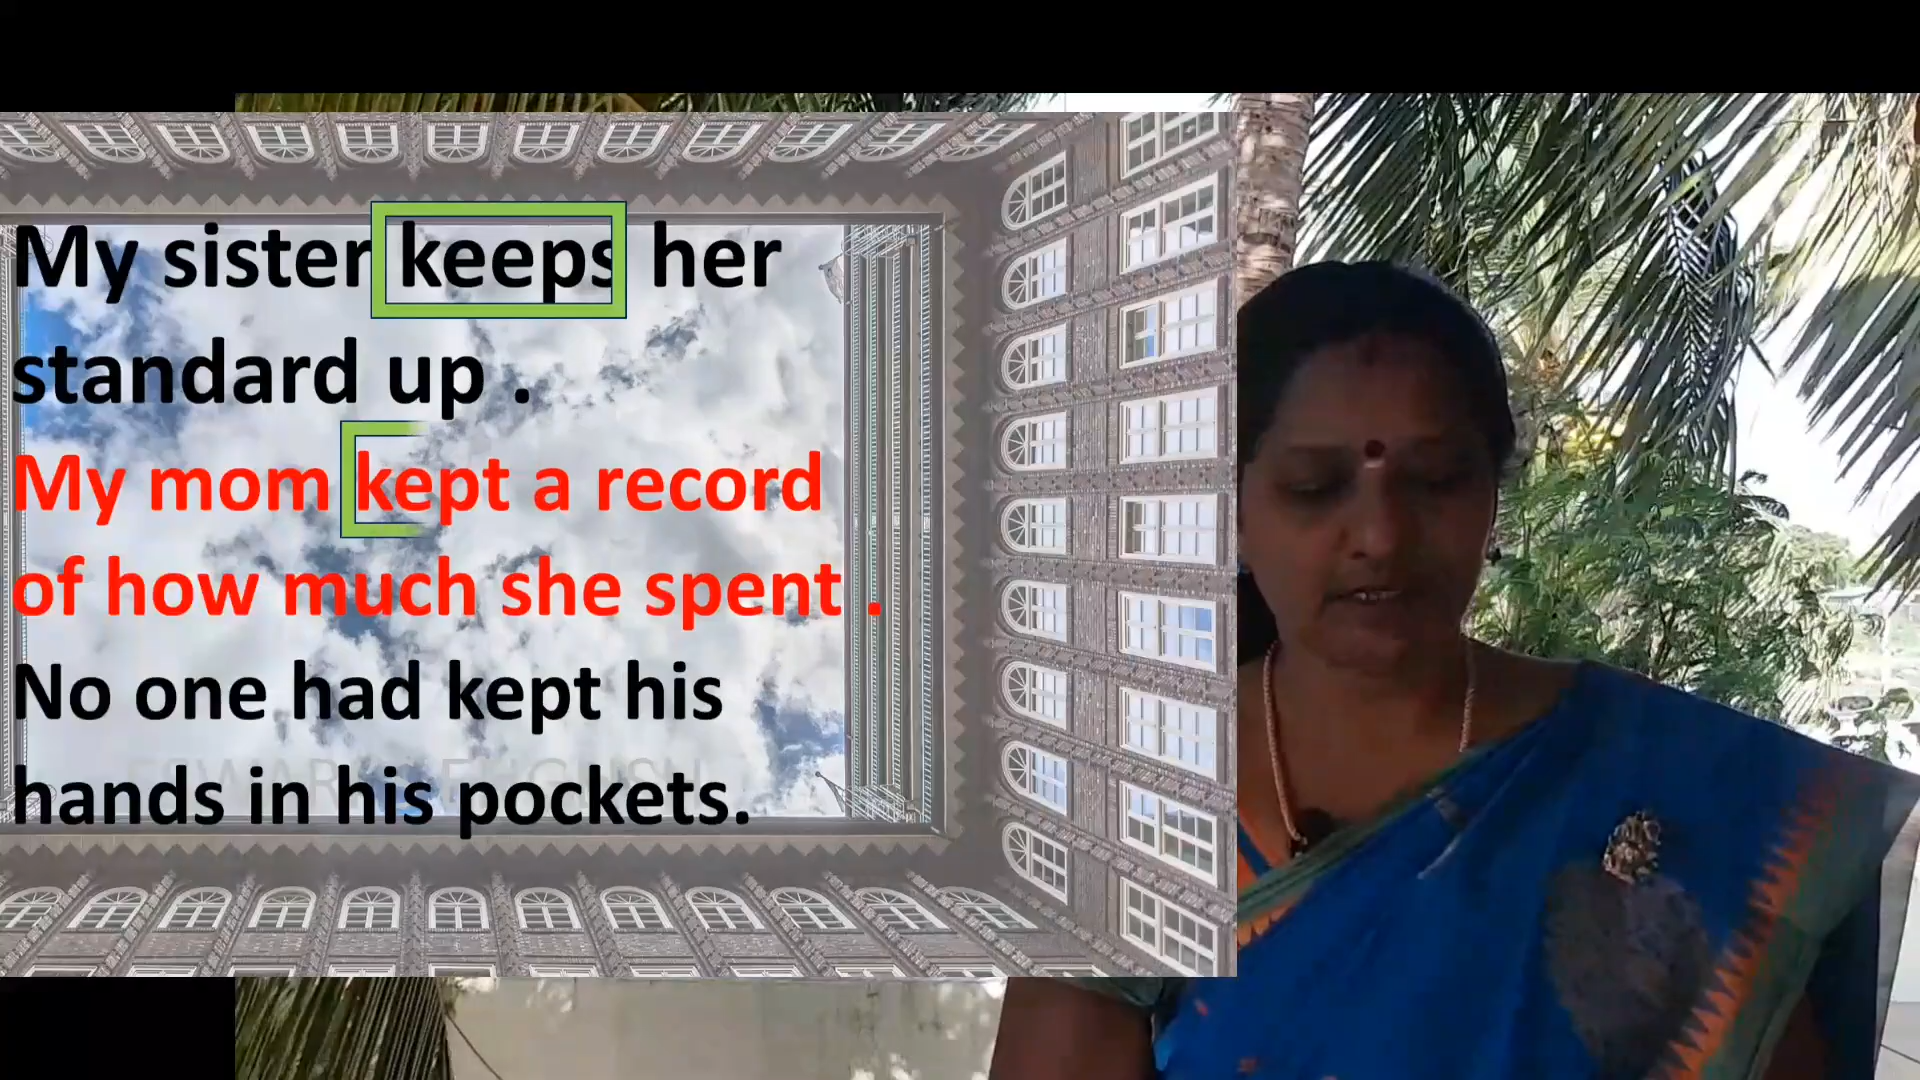 My sister keeps her
standard up .
My mom kept a record
of how much she spent .
No one had kept his
hands in his pockets.